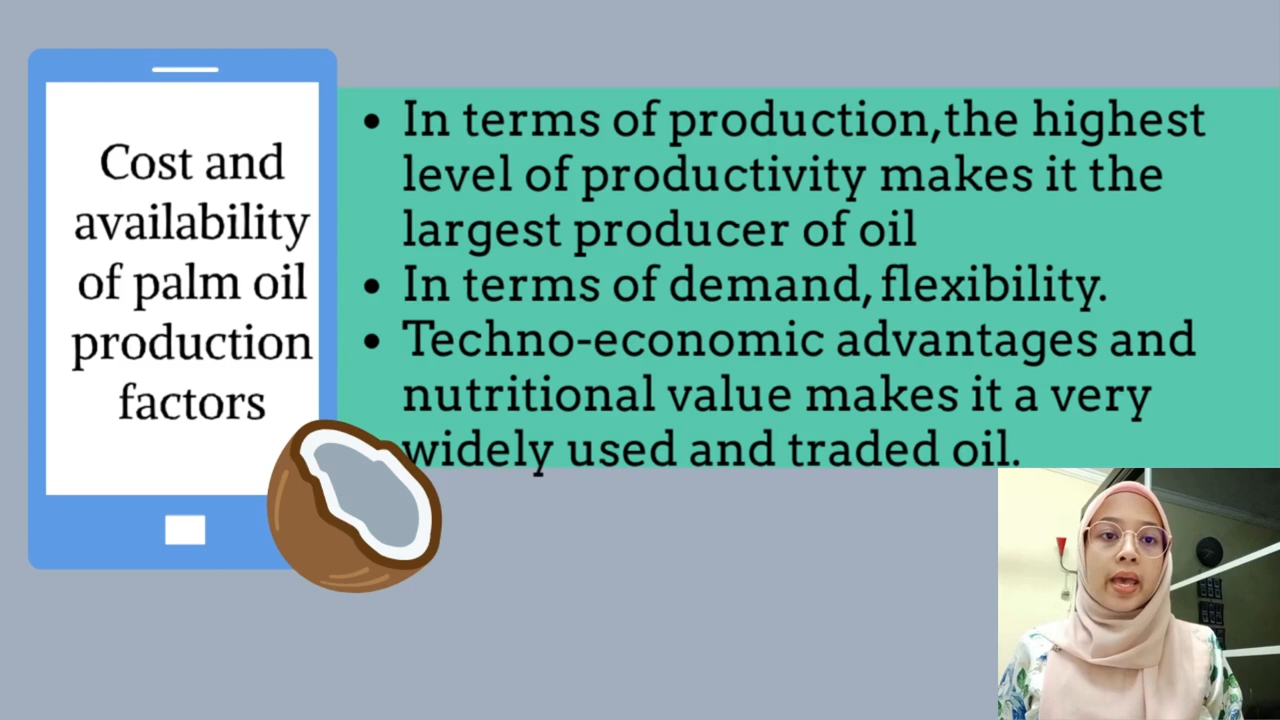 Cost and
availability
of palm oil
production
factors
• In terms of production,the highest
level of productivity makes it the
largest producer of oil
• In terms of demand, flexibility.
• Techno-economic advantages and
nutritional value makes it a very
widely used and traded oil.